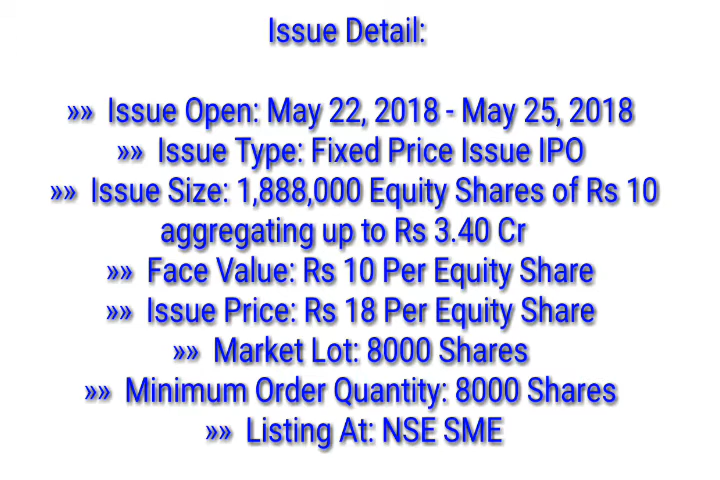 Issue Detail:
»» Issue Open: May 22, 2018 - May 25, 2018
»» Issue Type: Fixed Price Issue IPO
»» Issue Size: 1,888,000 Equity Shares of Rs 10
aggregating up to Rs 3.40 Cr
»» Face Value: Rs 10 Per Equity Share
»» Issue Price: Rs 18 Per Equity Share
»» Market Lot: 8000 Shares
»» Minimum Order Quantity: 8000 Shares
»» Listing At: NSE SME